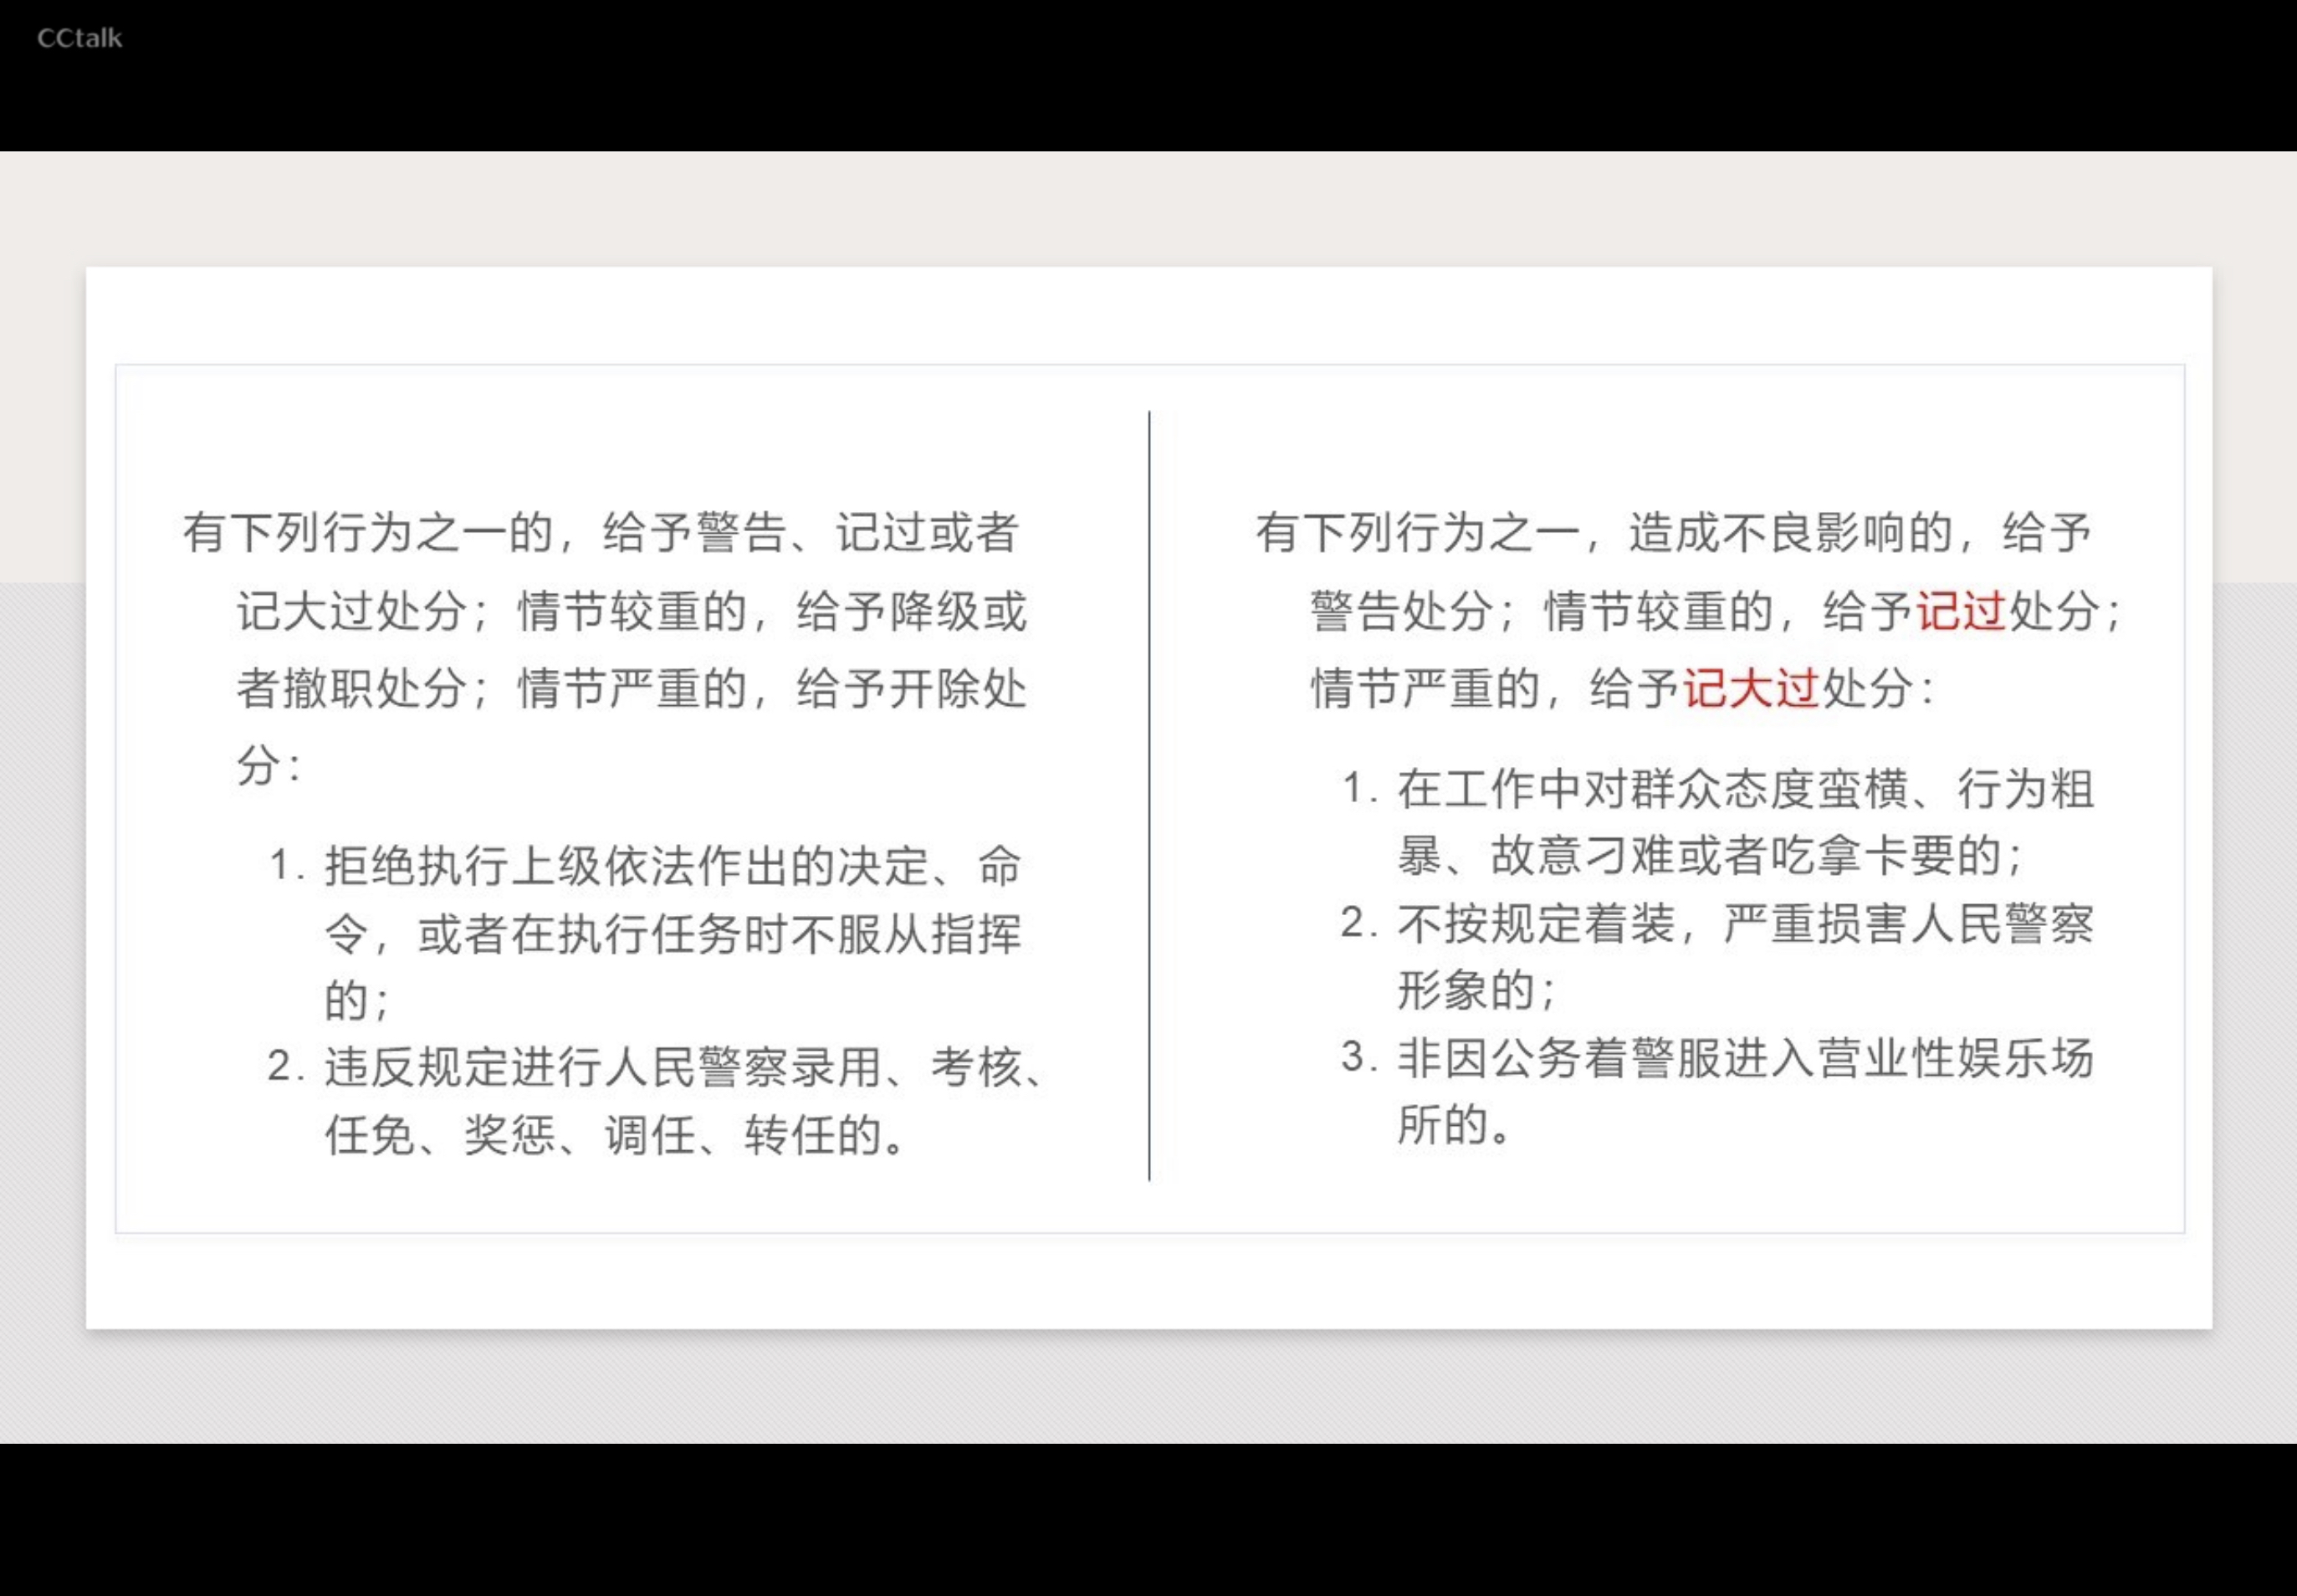 CCtalk
有下列行为之一的，给予警告、记过或者
记大过处分；情节较重的，给予降级或
者撤职处分；情节严重的，给予开除处
分：
1. 拒绝执行上级依法作出的决定、命
令，或者在执行任务时不服从指挥
的；
2. 违反规定进行人民警察录用、考核、
任免、奖惩、调任、转任的。
有下列行为之一，造成不良影响的，给予
警告处分；情节较重的，给予记过处分；
情节严重的，给予记大过处分：
1. 在工作中对群众态度蛮横、行为粗
暴、故意刁难或者吃拿卡要的；
2. 不按规定着装，严重损害人民警察
形象的；
3. 非因公务着警服进入营业性娱乐场
所的。